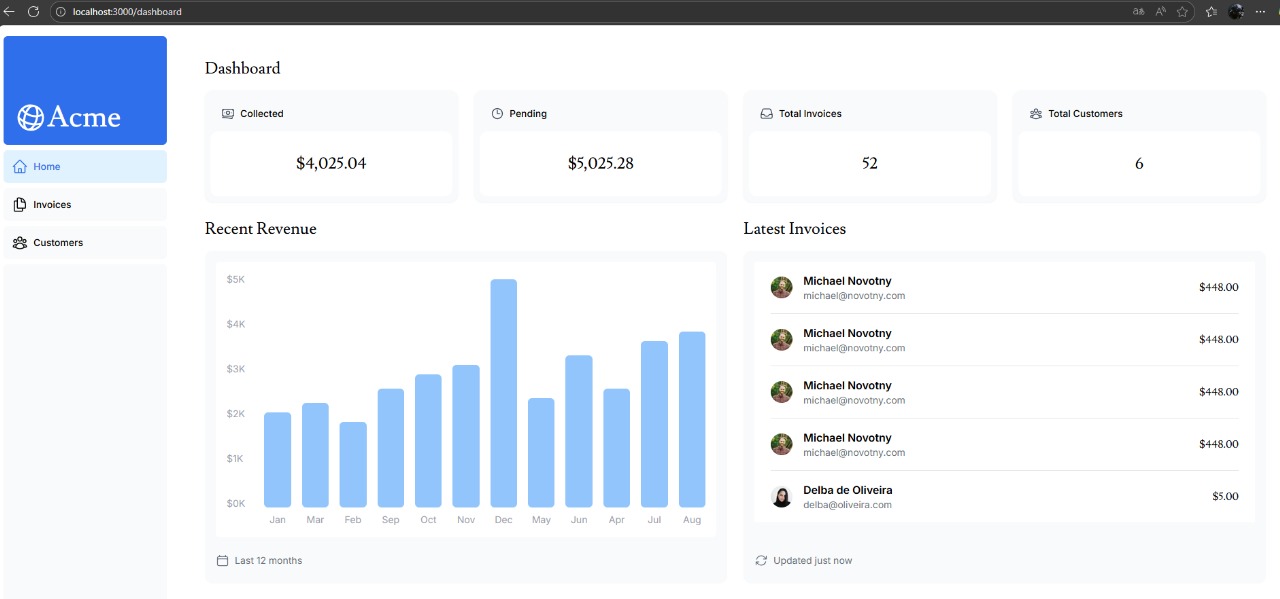 localhost:3000/dashboard
Acme
Home
Invoices
Customers
Dashboard
Collected
$4,025.04
Pending
$5,025.28
Total Invoices
52
Total Customers
6
Recent Revenue
$5K
$4K
$3K
$2K
$1K
$0K
Jan Mar Feb Sep Oct Nov Dec May Jun Apr Jul Aug
Last 12 months
Latest Invoices
Michael Novotny
michael@novotny.com
$448.00
Michael Novotny
michael@novotny.com
$448.00
Michael Novotny
michael@novotny.com
$448.00
Michael Novotny
michael@novotny.com
$448.00
Delba de Oliveira
delba@oliveira.com
$5.00
Updated just now